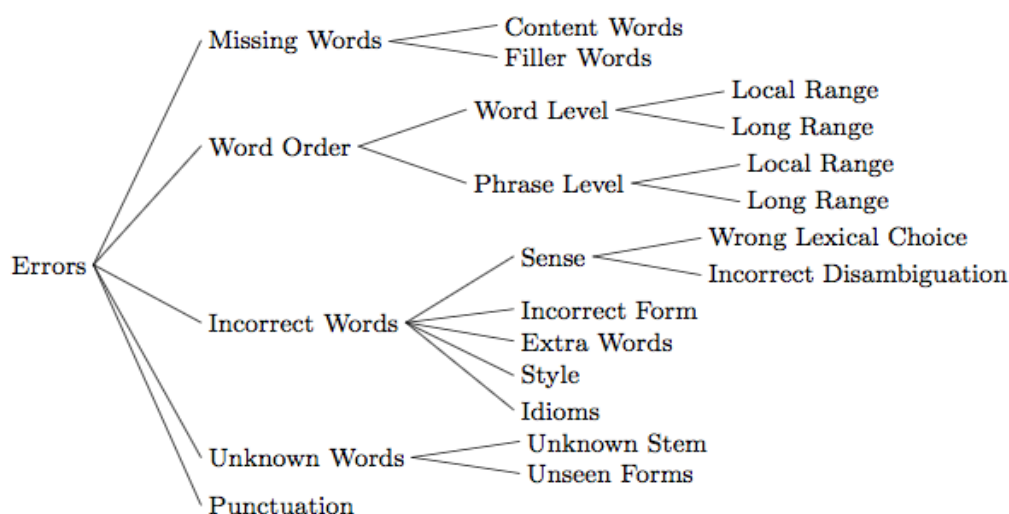 Errors
Missing Words
Content Words
Filler Words
Word Order
Word Level
Local Range
Long Range
Phrase Level
Local Range
Long Range
Incorrect Words
Sense
Wrong Lexical Choice
Incorrect Disambiguation
Incorrect Form
Extra Words
Style
Idioms
Unknown Words
Unknown Stem
Unseen Forms
Punctuation